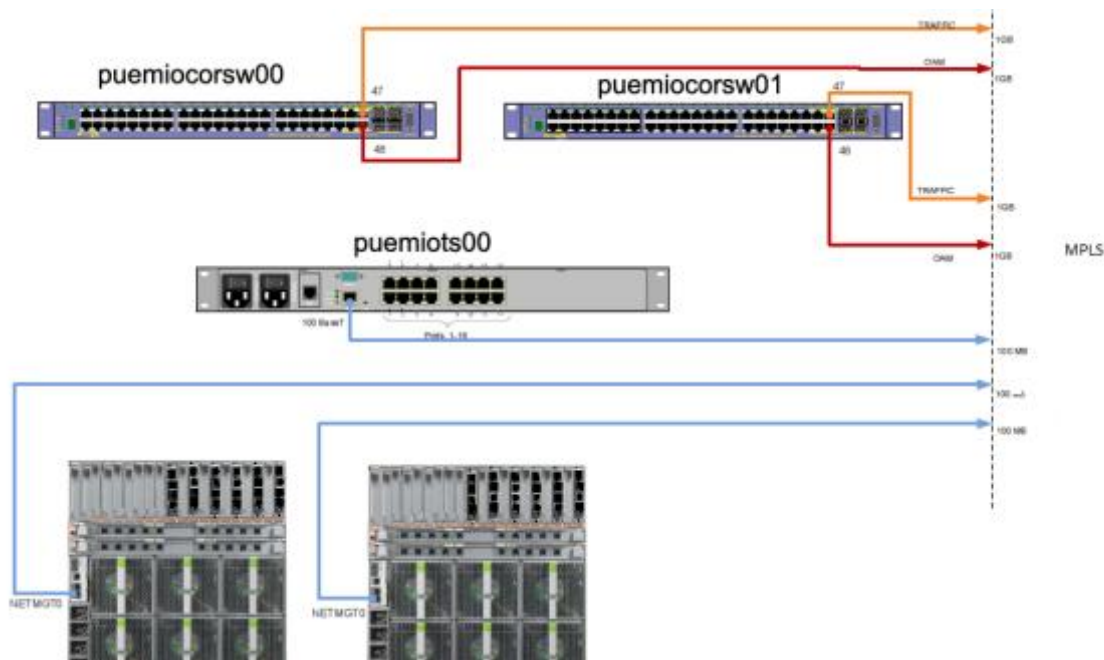 TRAFFIC
1GB
puemiocorsw00
OAM
1GB
puemiocorsw01
47
47
48
48
TRAFFIC
1GB
puemiots00
OAM
1GB
MPLS
100 BaseT
Ports 1-16
100 MB
100
100 MB
NETMGT0
NETMGT0